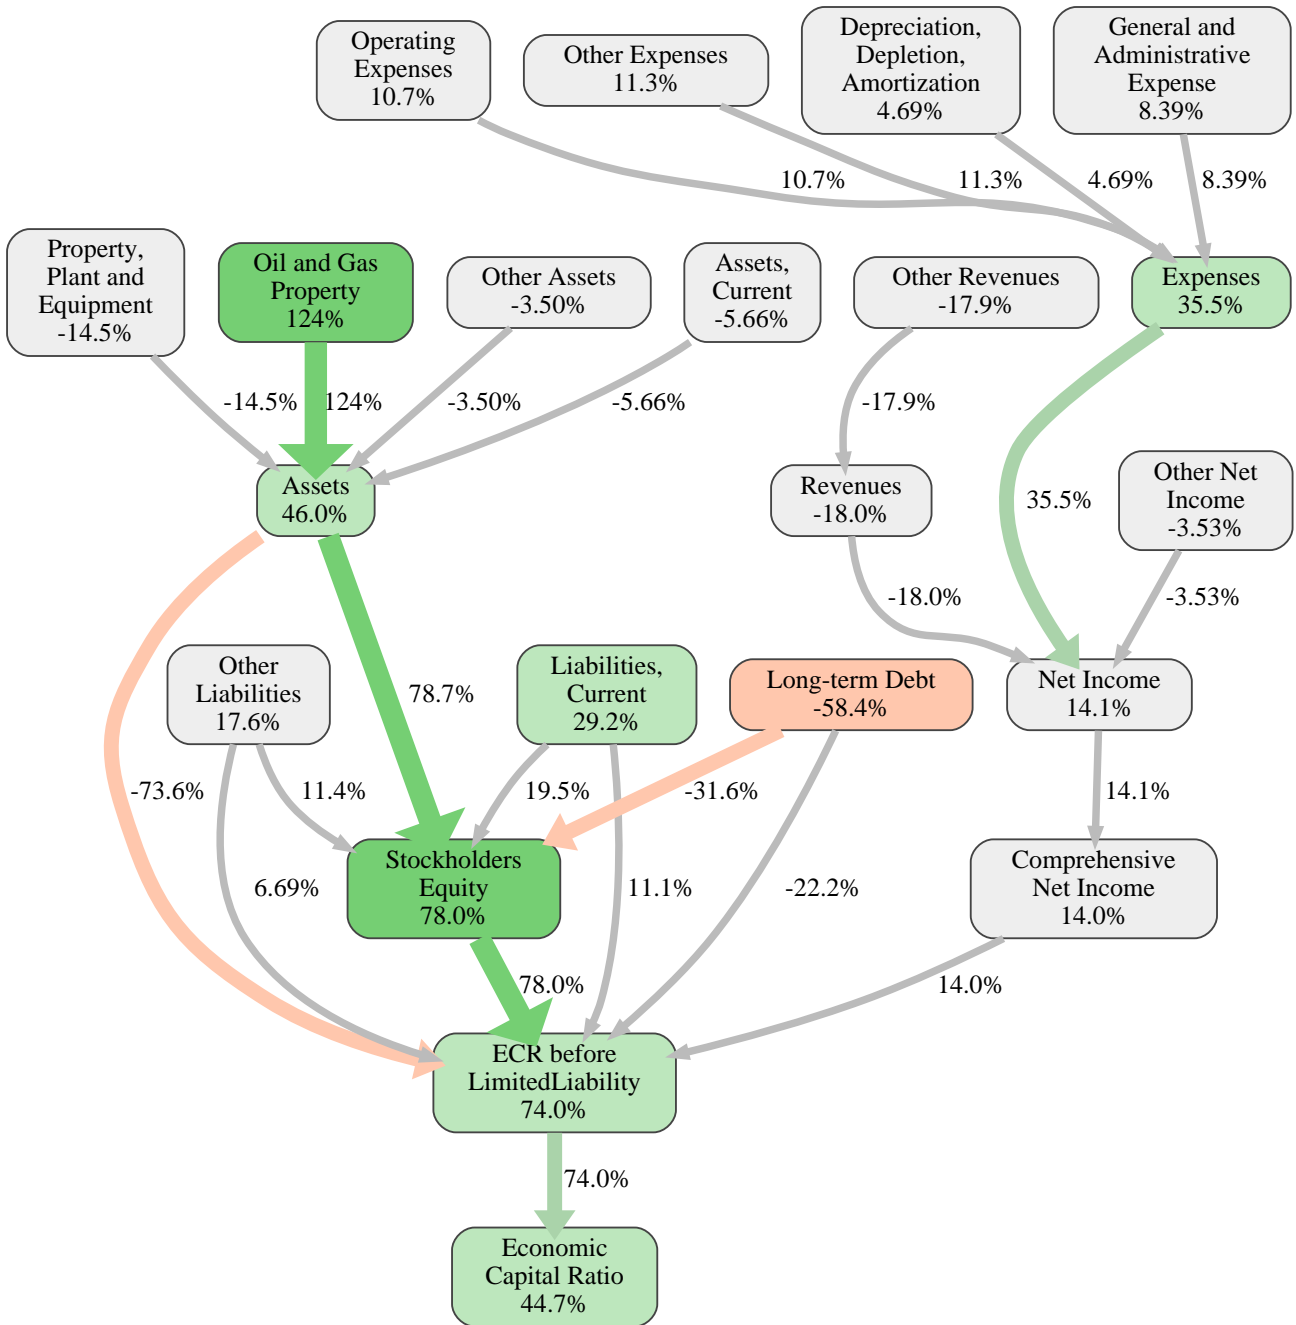 Operating
Expenses
10.7%
Other Expenses
11.3%
Depreciation,
Depletion,
Amortization
4.69%
General and
Administrative
Expense
8.39%
10.7%
11.3%
4.69%
8.39%
Property,
Plant and
Equipment
-14.5%
Oil and Gas
Property
124%
Other Assets
-3.50%
Assets,
Current
-5.66%
Other Revenues
-17.9%
Expenses
35.5%
-14.5%
124%
-3.50%
-5.66%
-17.9%
Assets
46.0%
Revenues
-18.0%
35.5%
Other Net
Income
-3.53%
-18.0%
-3.53%
Other
Liabilities
17.6%
78.7%
Liabilities,
Current
29.2%
Long-term Debt
-58.4%
Net Income
14.1%
-73.6%
11.4%
19.5%
-31.6%
14.1%
6.69%
Stockholders
Equity
78.0%
11.1%
-22.2%
Comprehensive
Net Income
14.0%
78.0%
14.0%
ECR before
LimitedLiability
74.0%
74.0%
Economic
Capital Ratio
44.7%